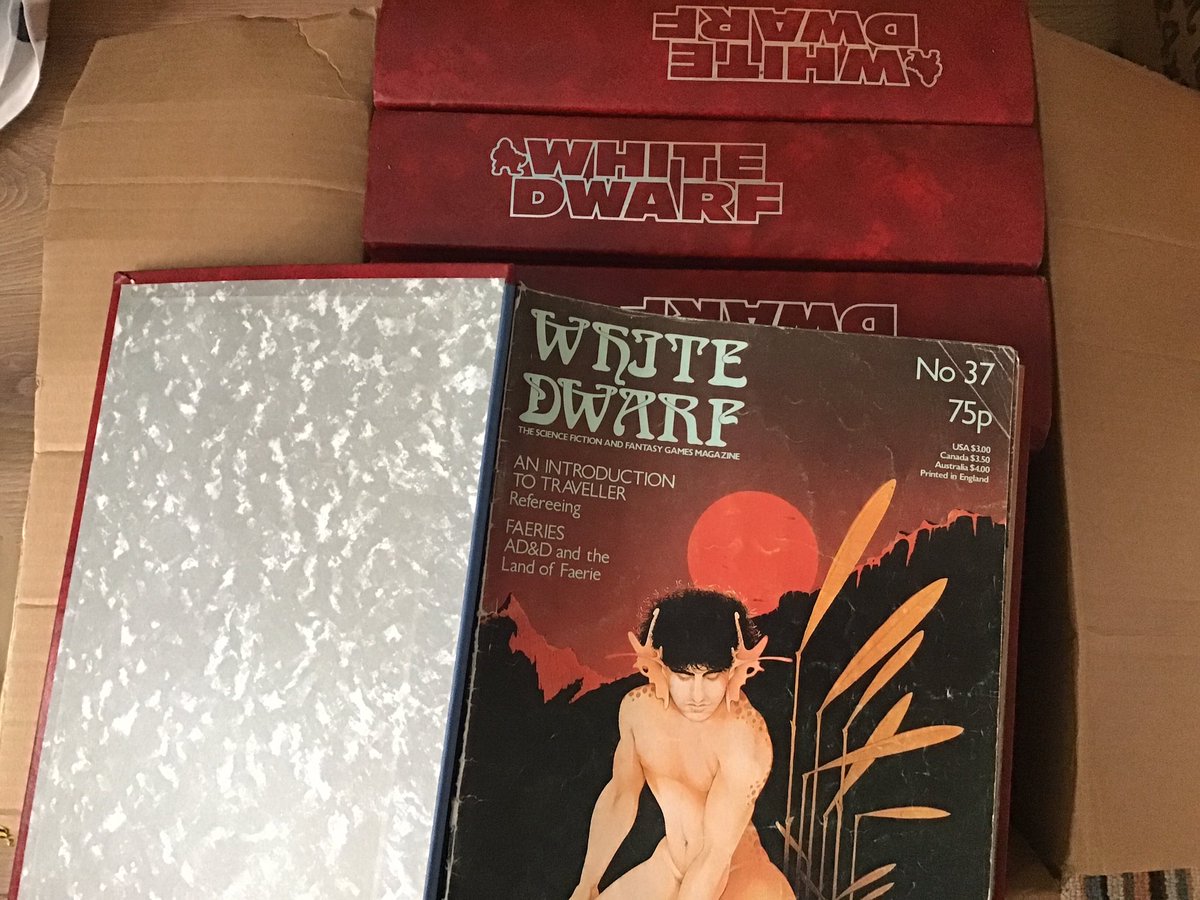 WHITE
DWARF
WHITE
DWARF
DWARF
WHITE
DWARF
THE SCIENCE FICTION AND FANTASY GAMES MAGAZINE
No 37
75p
USA $3.00
Canada $3.50
Australia $4.00
Printed in England
AN INTRODUCTION
TO TRAVELLER
Refereeing
FAERIES
AD&D and the
Land of Faerie